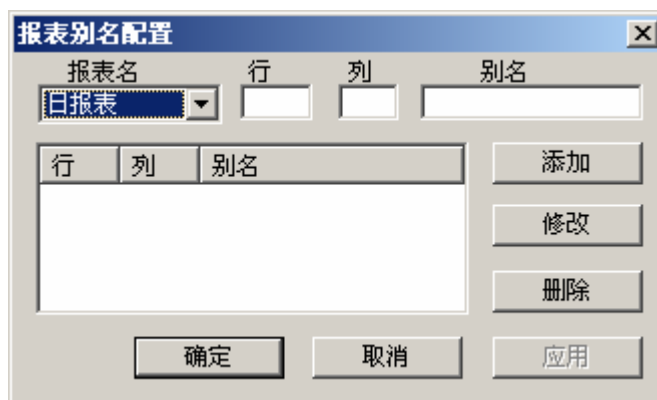 报表别名配置
报表名 行 列 别名
日报表
行 列 别名
添加
修改
删除
确定 取消 应用